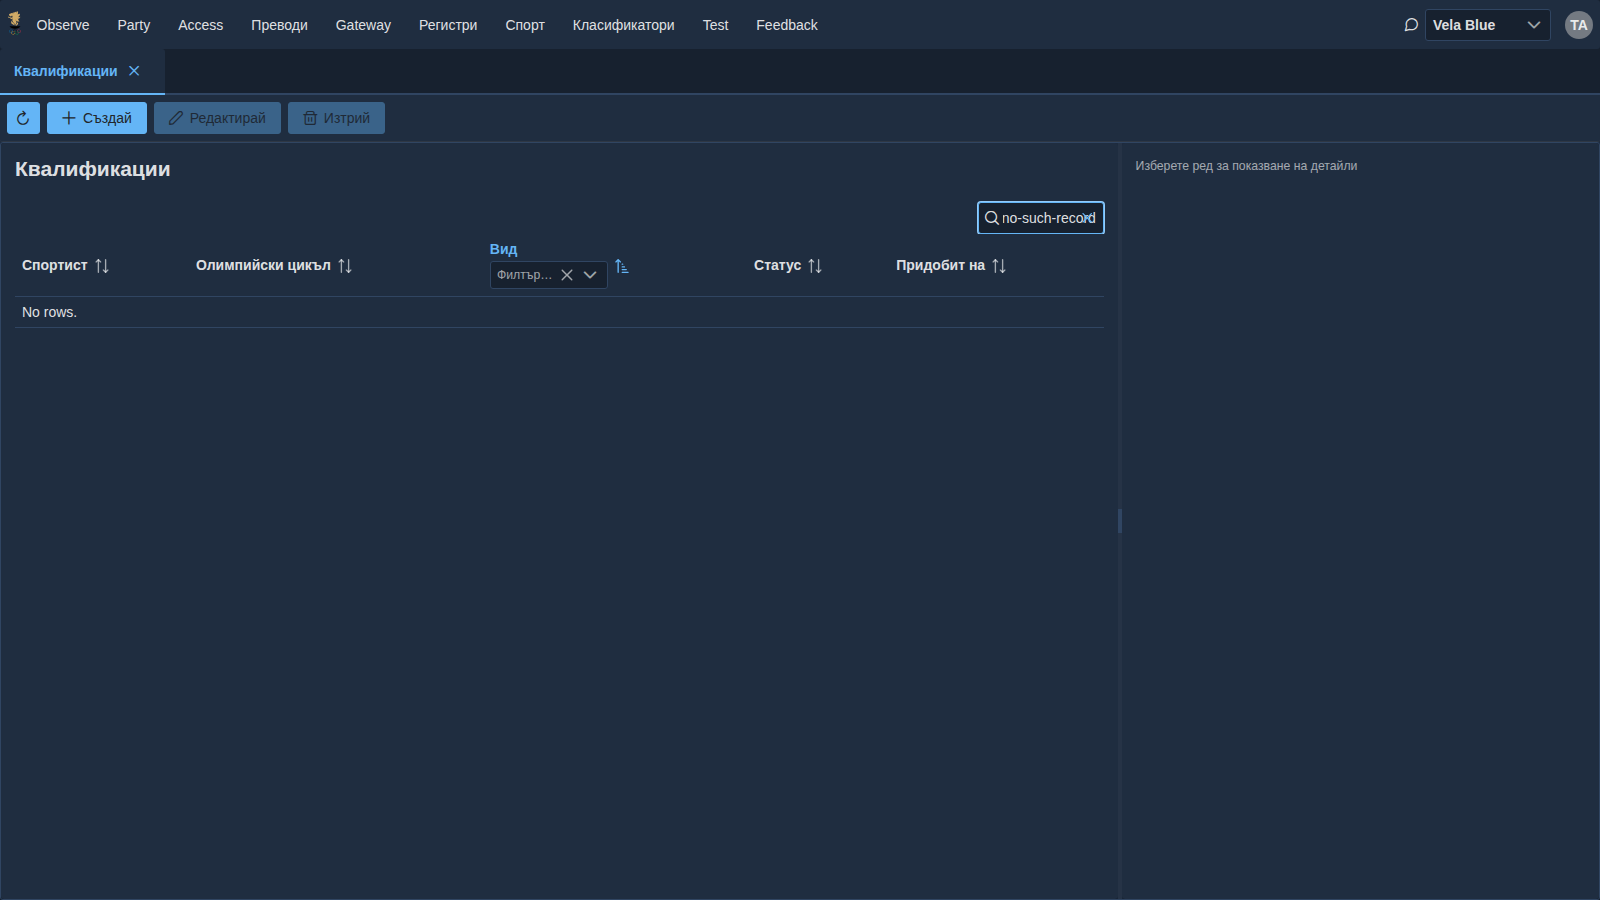 Observe Party Access Преводи Gateway Регистри Спорт Класификатори Test Feedback Vela Blue TA
Квалификации
Създай Редактирай Изтрий
Квалификации
Изберете ред за показване на детайли
no-such-record
Спортист Олимпийски цикъл Вид Статус Придобит на
Филтър...
No rows.